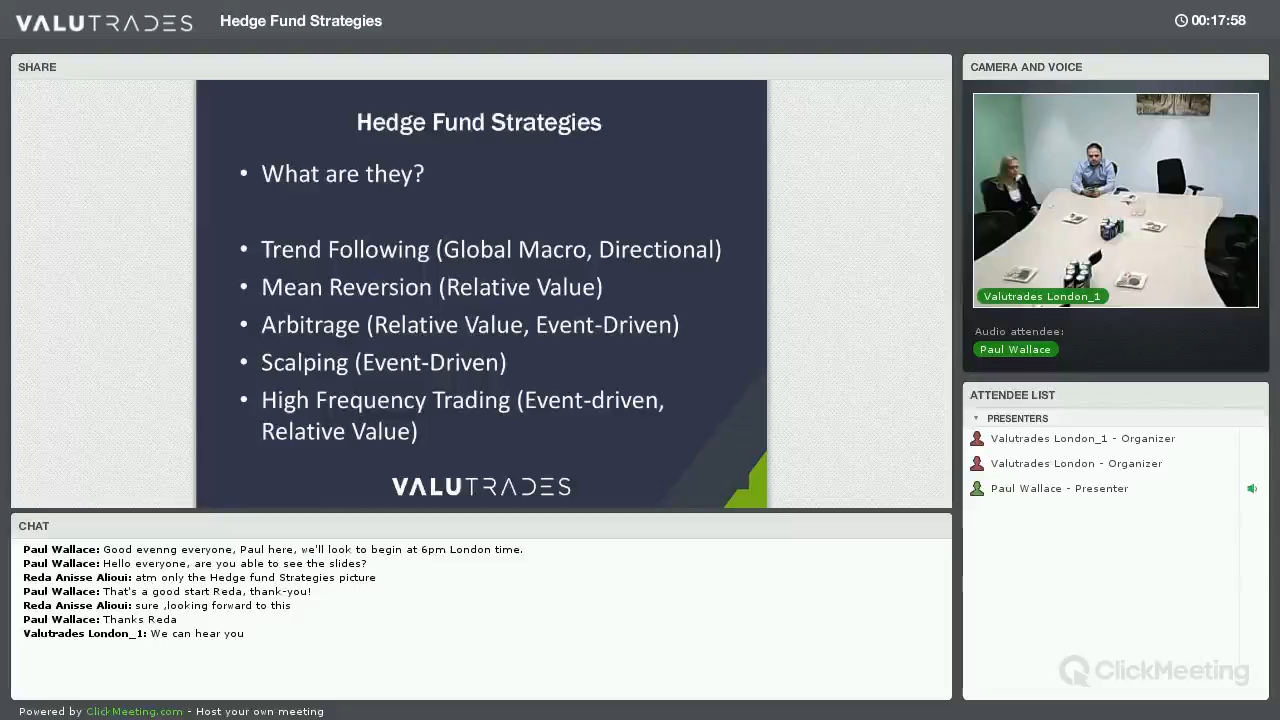 VALUTRADES
Hedge Fund Strategies
00:17:58
SHARE
Hedge Fund Strategies
• What are they?
• Trend Following (Global Macro, Directional)
• Mean Reversion (Relative Value)
• Arbitrage (Relative Value, Event-Driven)
• Scalping (Event-Driven)
• High Frequency Trading (Event-driven,
Relative Value)
VALUTRADES
CAMERA AND VOICE
Valutrades London_1
Audio attendee:
Paul Wallace
ATTENDEE LIST
PRESENTERS
Valutrades London_1 - Organizer
Valutrades London - Organizer
Paul Wallace - Presenter
ClickMeeting
CHAT
Paul Wallace: Good evenng everyone, Paul here, we'll look to begin at 6pm London time.
Paul Wallace: Hello everyone, are you able to see the slides?
Reda Anisse Alioui: atm only the Hedge fund Strategies picture
Paul Wallace: That's a good start Reda, thank-you!
Reda Anisse Alioui: sure ,looking forward to this
Paul Wallace: Thanks Reda
Valutrades London_1: We can hear you
Powered by ClickMeeting.com - Host your own meeting